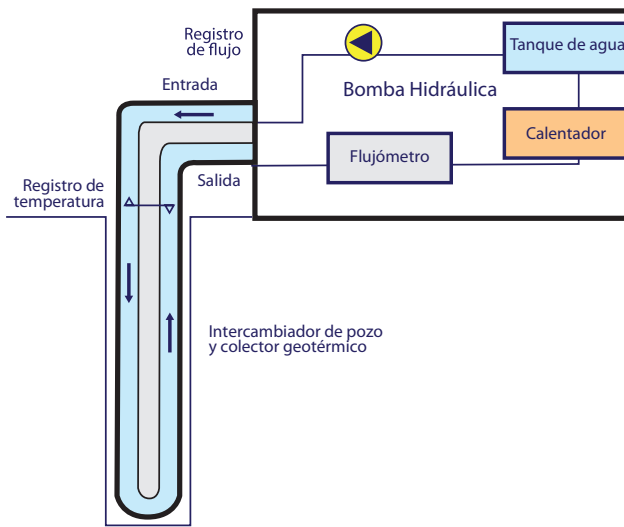 Registro
de flujo
Tanque de agua
Entrada
Bomba Hidráulica
Calentador
Flujómetro
Salida
Registro de
temperatura
Intercambiador de pozo
y colector geotérmico